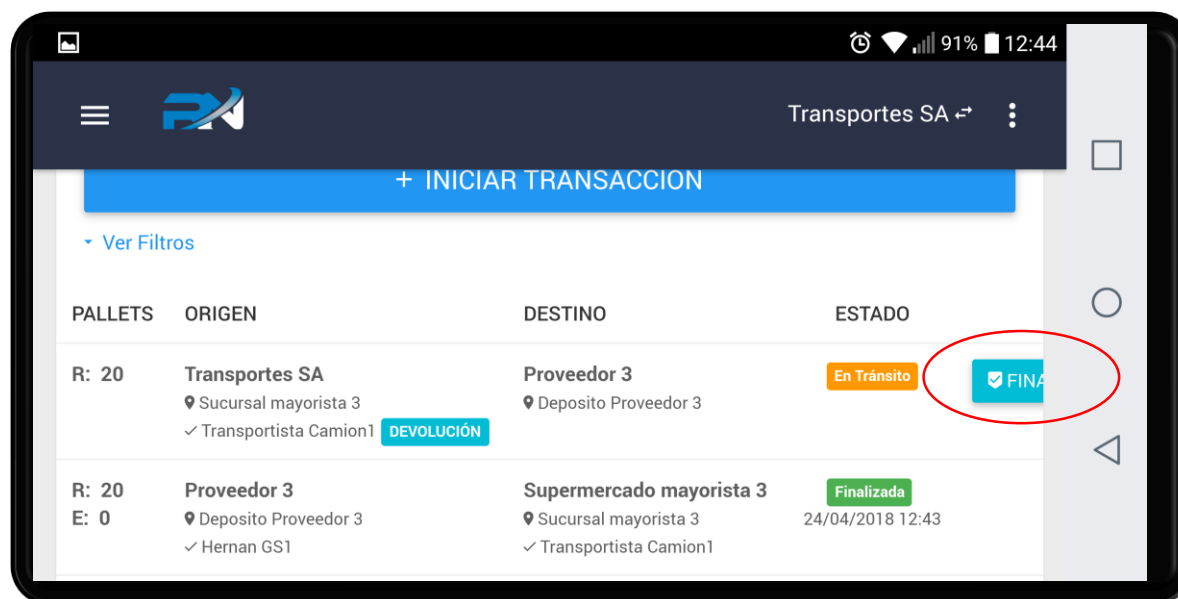 91% 12:44
PN
Transportes SA
+ INICIAR TRANSACCIÓN
Ver Filtros
PALLETS ORIGEN DESTINO ESTADO
R: 20 Transportes SA Proveedor 3 En Tránsito FINA
Sucursal mayorista 3 Deposito Proveedor 3
Transportista Camion1 DEVOLUCIÓN
R: 20 Proveedor 3 Supermercado mayorista 3 Finalizada
E: 0 Deposito Proveedor 3 Sucursal mayorista 3 24/04/2018 12:43
Hernan GS1 Transportista Camion1